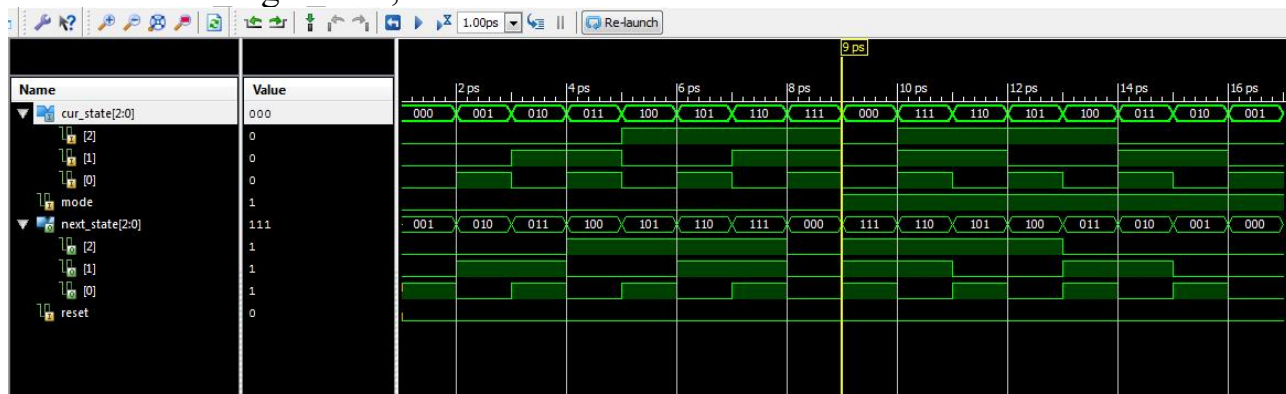 1.00ps Re-launch
9 ps
Name Value 2 ps 4 ps 6 ps 8 ps 10 ps 12 ps 14 ps 16 ps
cur_state[2:0] 000 000 001 010 011 100 101 110 111 000 111 110 101 100 011 010 001
[2] 0
[1] 0
[0] 0
mode 1
next_state[2:0] 111 001 010 011 100 101 110 111 000 111 110 101 100 011 010 001 000
[2] 1
[1] 1
[0] 1
reset 0